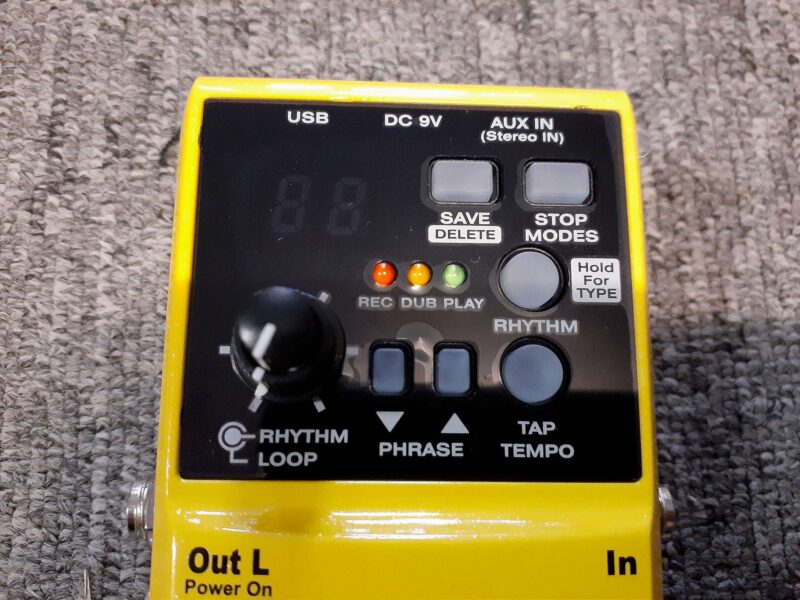 USB
DC 9V
AUX IN
(Stereo IN)
SAVE
DELETE
STOP
MODES
REC
DUB
PLAY
Hold
For
TYPE
RHYTHM
RHYTHM
LOOP
PHRASE
TAP
TEMPO
Out L
Power On
In